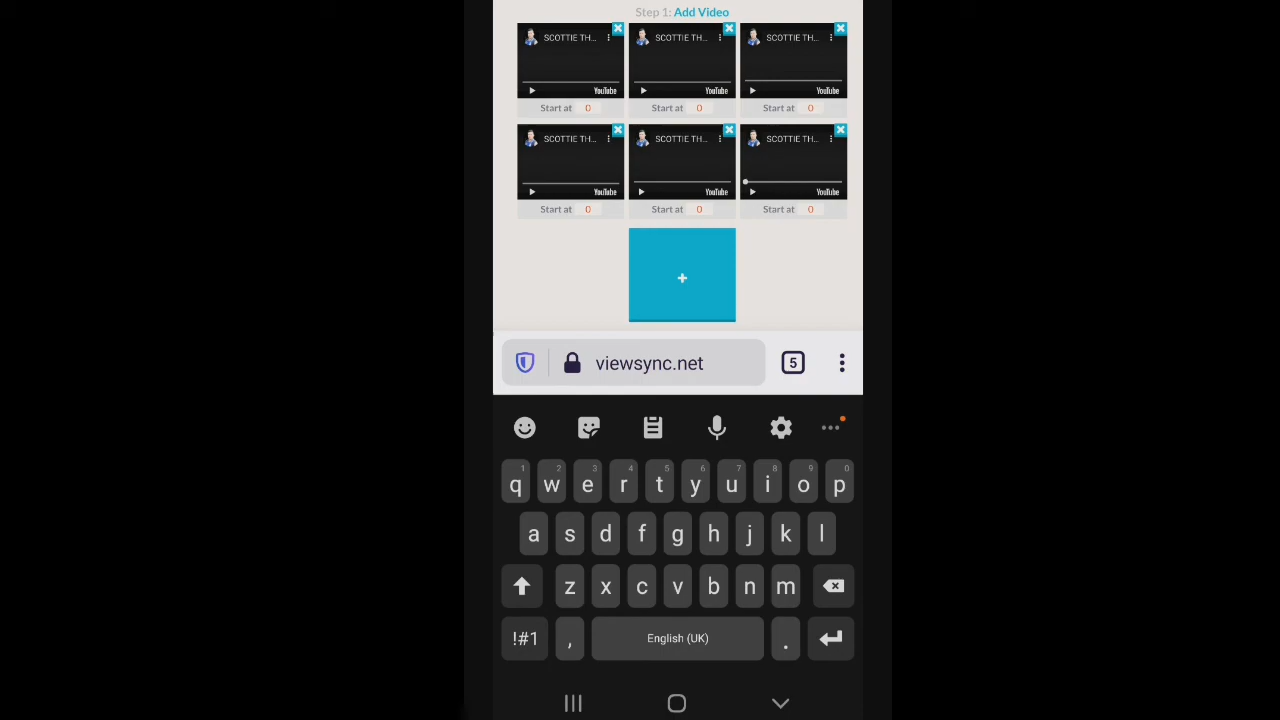 Step 1: Add Video
SCOTTIE TH... SCOTTIE TH... SCOTTIE TH...
YouTube YouTube YouTube
Start at 0 Start at 0 Start at 0
SCOTTIE TH... SCOTTIE TH... SCOTTIE TH...
YouTube YouTube YouTube
Start at 0 Start at 0 Start at 0
+
viewsync.net 5
1 2 3 4 5 6 7 8 9 0
q w e r t y u i o p
a s d f g h j k l
z x c v b n m
!#1 , English (UK) .